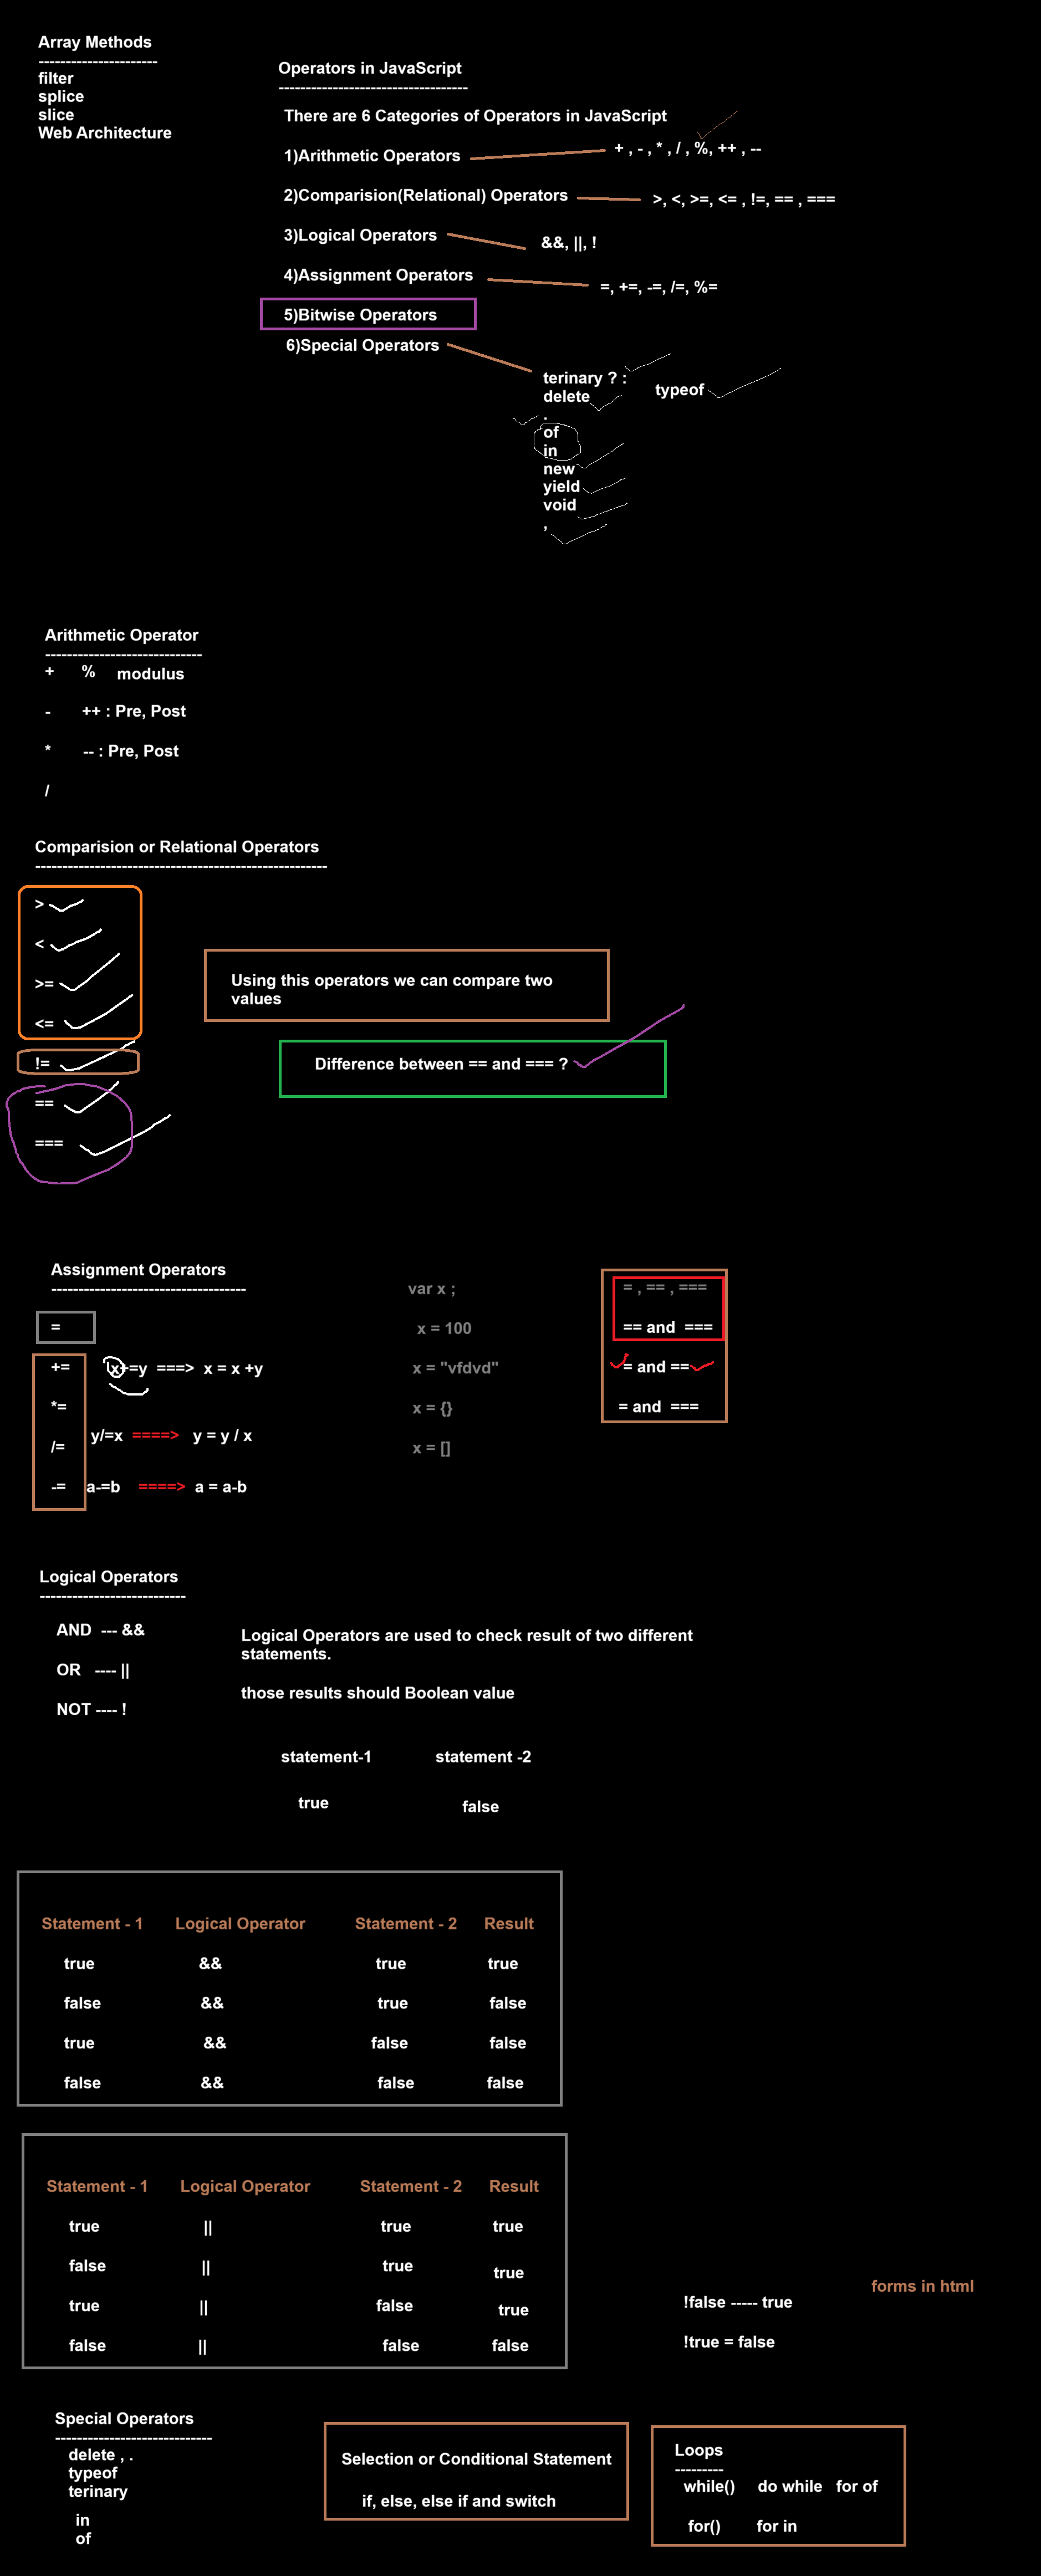 Array Methods
----------------------
filter
splice
slice
Web Architecture
Operators in JavaScript
-----------------------------------
There are 6 Categories of Operators in JavaScript
1)Arithmetic Operators
+ , - , * , / , %, ++ , --
2)Comparision(Relational) Operators
>, <, >=, <= , !=, == , ===
3)Logical Operators
&&, ||, !
4)Assignment Operators
=, +=, -=, /=, %=
5)Bitwise Operators
6)Special Operators
terinary ? :
typeof
delete
.
of
in
new
yield
void
,
Arithmetic Operator
-----------------------------
+ % modulus
- ++ : Pre, Post
* -- : Pre, Post
/
Comparision or Relational Operators
------------------------------------------------------
>
<
>=
<=
!=
==
===
Using this operators we can compare two
values
Difference between == and === ?
Assignment Operators
------------------------------------
=
+= x+=y ===> x = x +y
*=
/= y/=x ====> y = y / x
-= a-=b ====> a = a-b
var x ;
x = 100
x = "vfdvd"
x = {}
x = []
= , == , ===
== and ===
= and ==
= and ===
Logical Operators
---------------------------
AND --- &&
OR ---- ||
NOT ---- !
Logical Operators are used to check result of two different
statements.
those results should Boolean value
statement-1 statement -2
true false
Statement - 1 Logical Operator Statement - 2 Result
true && true true
false && true false
true && false false
false && false false
Statement - 1 Logical Operator Statement - 2 Result
true || true true
false || true true
true || false true
false || false false
forms in html
!false ----- true
!true = false
Special Operators
-----------------------------
delete , .
typeof
terinary
in
of
Selection or Conditional Statement
if, else, else if and switch
Loops
---------
while() do while for of
for() for in